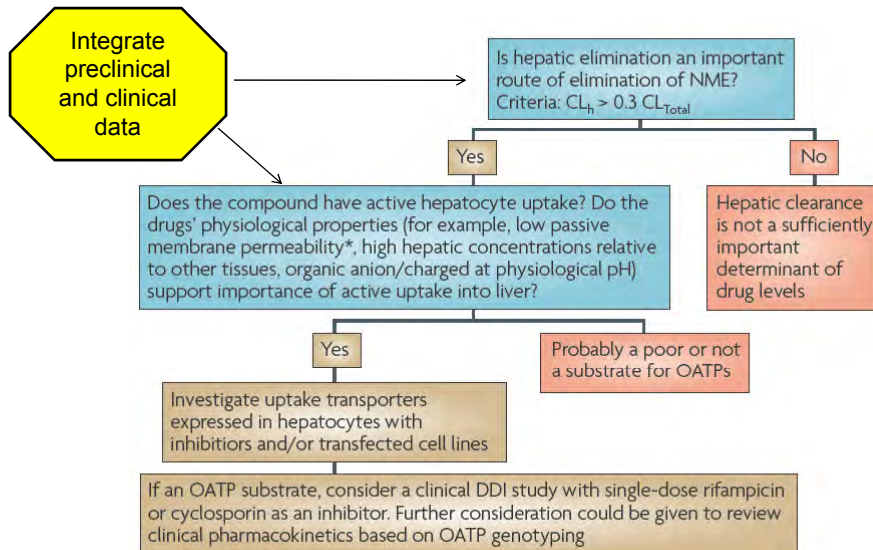 Integrate
preclinical
and clinical
data
Is hepatic elimination an important
route of elimination of NME?
Criteria: CLh > 0.3 CLTotal
Yes
No
Does the compound have active hepatocyte uptake? Do the
drugs' physiological properties (for example, low passive
membrane permeability*, high hepatic concentrations relative
to other tissues, organic anion/charged at physiological pH)
support importance of active uptake into liver?
Hepatic clearance
is not a sufficiently
important
determinant of
drug levels
Yes
Probably a poor or not
a substrate for OATPs
Investigate uptake transporters
expressed in hepatocytes with
inhibitiors and/or transfected cell lines
If an OATP substrate, consider a clinical DDI study with single-dose rifampicin
or cyclosporin as an inhibitor. Further consideration could be given to review
clinical pharmacokinetics based on OATP genotyping